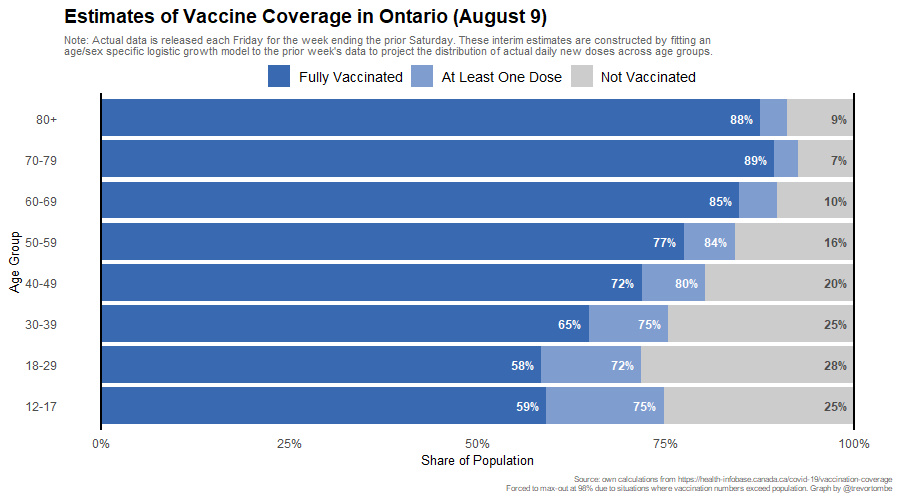 Estimates of Vaccine Coverage in Ontario (August 9)
Note: Actual data is released each Friday for the week ending the prior Saturday. These interim estimates are constructed by fitting an
age/sex specific logistic growth model to the prior week's data to project the distribution of actual daily new doses across age groups.
Fully Vaccinated At Least One Dose Not Vaccinated
Age Group
80+ 88% 9%
70-79 89% 7%
60-69 85% 10%
50-59 77% 84% 16%
40-49 72% 80% 20%
30-39 65% 75% 25%
18-29 58% 72% 28%
12-17 59% 75% 25%
0% 25% 50% 75% 100%
Share of Population
Source: own calculations from https://health-infobase.canada.ca/covid-19/vaccination-coverage
Forced to max-out at 98% due to situations where vaccination numbers exceed population. Graph by @trevortombe